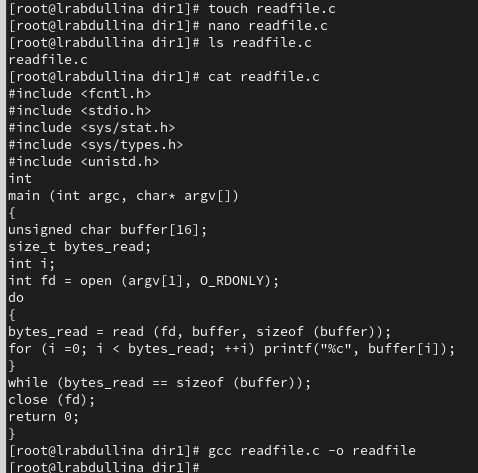 [root@lrabdullina dir1]# touch readfile.c
[root@lrabdullina dir1]# nano readfile.c
[root@lrabdullina dir1]# ls readfile.c
readfile.c
[root@lrabdullina dir1]# cat readfile.c
#include <fcntl.h>
#include <stdio.h>
#include <sys/stat.h>
#include <sys/types.h>
#include <unistd.h>
int
main (int argc, char* argv[])
{
unsigned char buffer[16];
size_t bytes_read;
int i;
int fd = open (argv[1], O_RDONLY);
do
{
bytes_read = read (fd, buffer, sizeof (buffer));
for (i =0; i < bytes_read; ++i) printf("%c", buffer[i]);
}
while (bytes_read == sizeof (buffer));
close (fd);
return 0;
}
[root@lrabdullina dir1]# gcc readfile.c -o readfile
[root@lrabdullina dir1]#